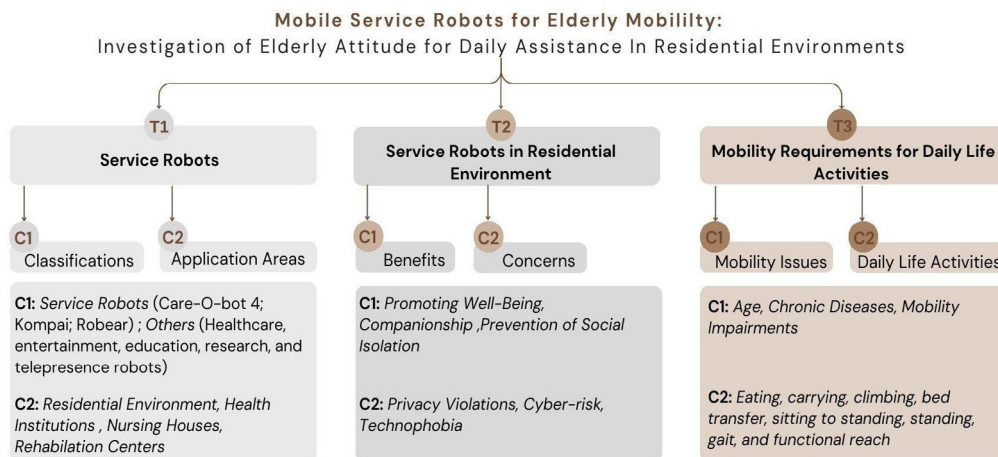 Mobile Service Robots for Elderly Mobililty:
Investigation of Elderly Attitude for Daily Assistance In Residential Environments
T1
Service Robots
C1
Classifications
C2
Application Areas
C1: Service Robots (Care-O-bot 4;
Kompai; Robear) ; Others (Healthcare,
entertainment, education, research, and
telepresence robots)
C2: Residential Environment, Health
Institutions , Nursing Houses,
Rehabilation Centers
T2
Service Robots in Residential
Environment
C1
Benefits
C2
Concerns
C1: Promoting Well-Being,
Companionship ,Prevention of Social
Isolation
C2: Privacy Violations, Cyber-risk,
Technophobia
T3
Mobility Requirements for Daily Life
Activities
C1
Mobility Issues
C2
Daily Life Activities
C1: Age, Chronic Diseases, Mobility
Impairments
C2: Eating, carrying, climbing, bed
transfer, sitting to standing, standing,
gait, and functional reach